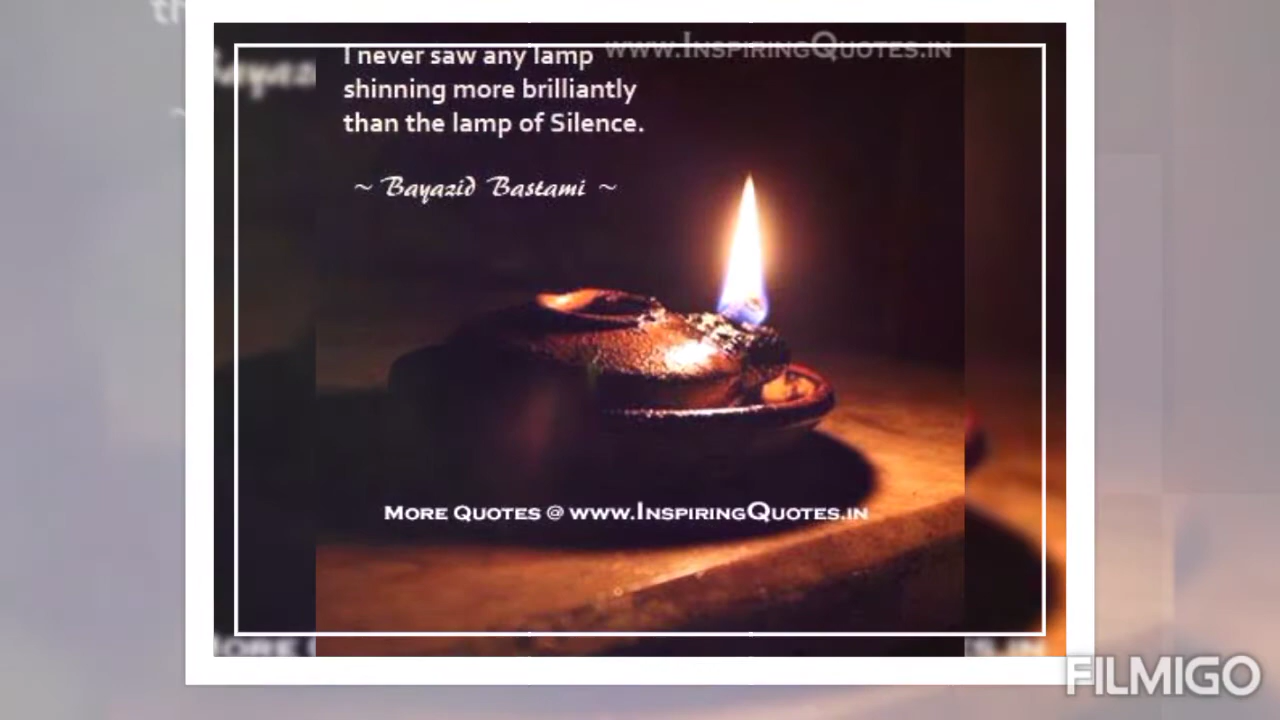 www.InspiringQuotes.in
I never saw any lamp
shinning more brilliantly
than the lamp of Silence.
~ Bayazid Bastami ~
More Quotes @ www.InspiringQuotes.in
FILMIGO